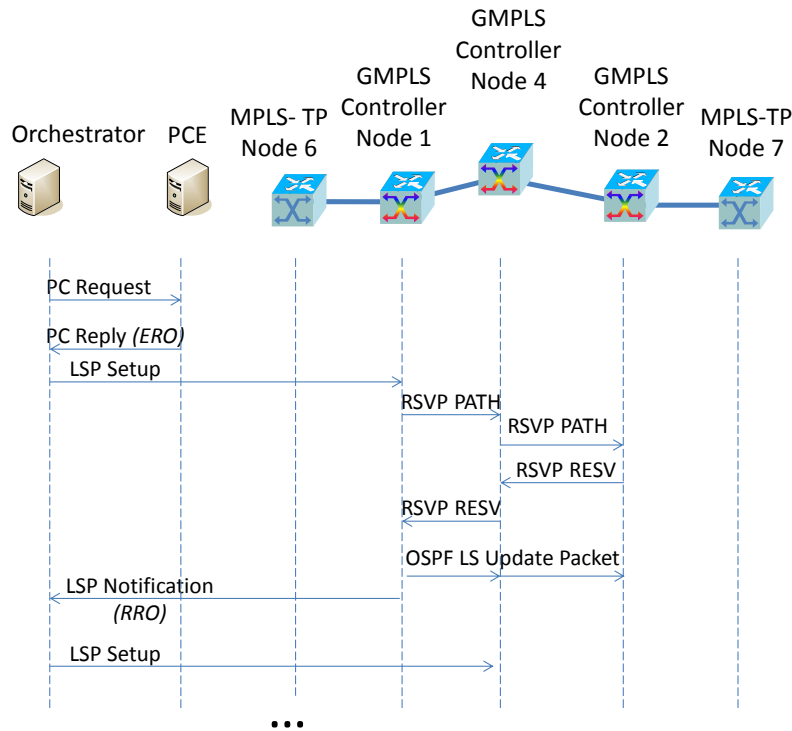 GMPLS
Controller
Node 4
GMPLS
Controller
Node 1
GMPLS
Controller
Node 2
Orchestrator
PCE
MPLS- TP
Node 6
MPLS-TP
Node 7
PC Request
PC Reply (ERO)
LSP Setup
RSVP PATH
RSVP PATH
RSVP RESV
RSVP RESV
OSPF LS Update Packet
LSP Notification
(RRO)
LSP Setup
...